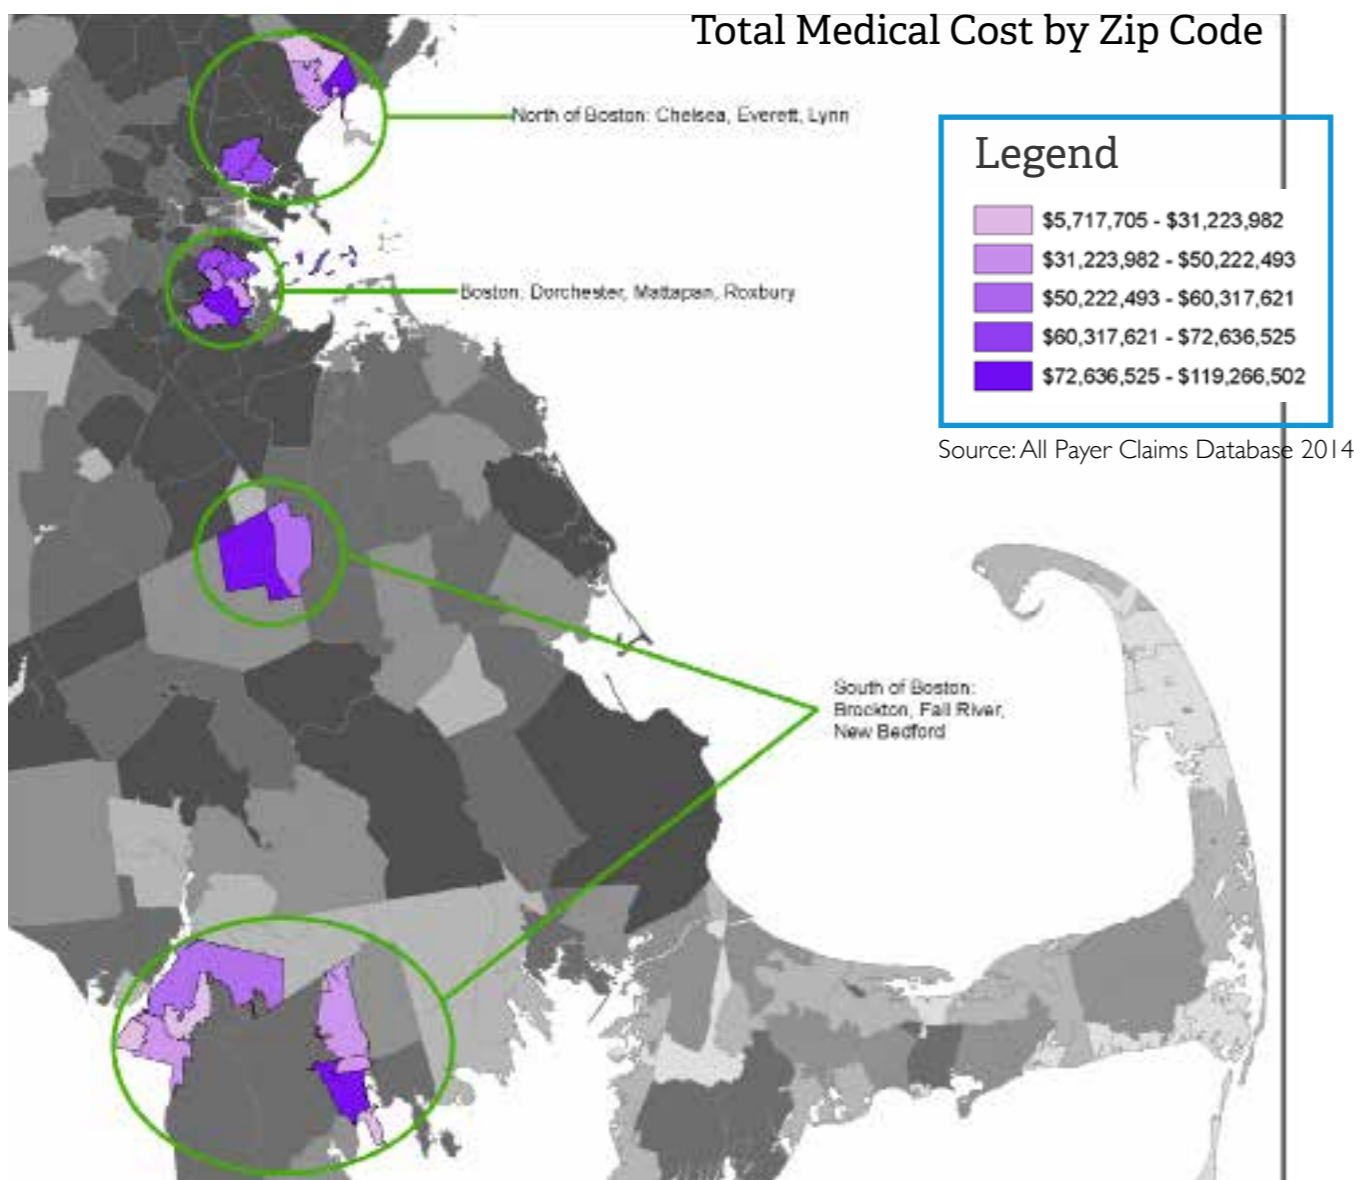 Total Medical Cost by Zip Code
North of Boston: Chelsea, Everett, Lynn
Legend
$5,717,705 - $31,223,982
$31,223,982 - $50,222,493
$50,222,493 - $60,317,621
$60,317,621 - $72,636,525
$72,636,525 - $119,266,502
Boston: Dorchester, Mattapan, Roxbury
Source: All Payer Claims Database 2014
South of Boston:
Brockton, Fall River,
New Bedford